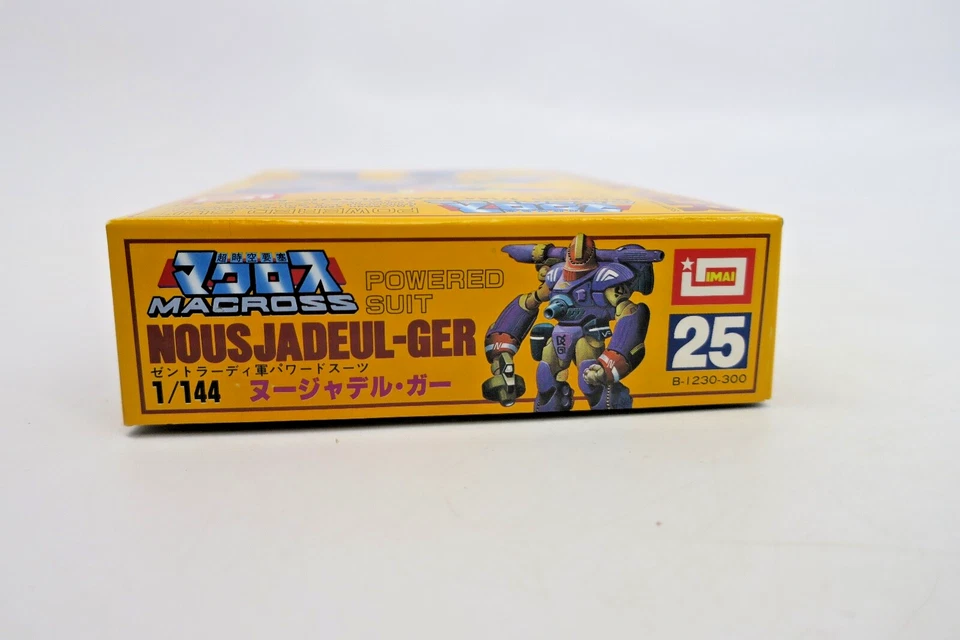 POWERED
超時空要塞
マクロス
MACROSS
POWERED
SUIT
NOUSJADEUL-GER
ゼントラーディ軍パワードスーツ
1/144 ヌージャデル・ガー
IMAI
25
B-1230-300